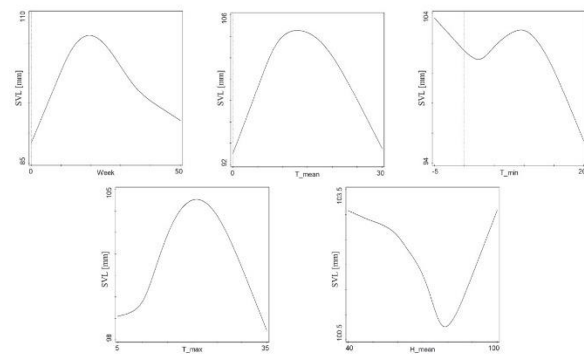 110
SVL [mm]
85
0
Week
50
106
SVL [mm]
92
0
T_mean
30
104
SVL [mm]
94
-5
T_min
20
105
SVL [mm]
98
5
T_max
35
103.5
SVL [mm]
100.5
40
H_mean
100